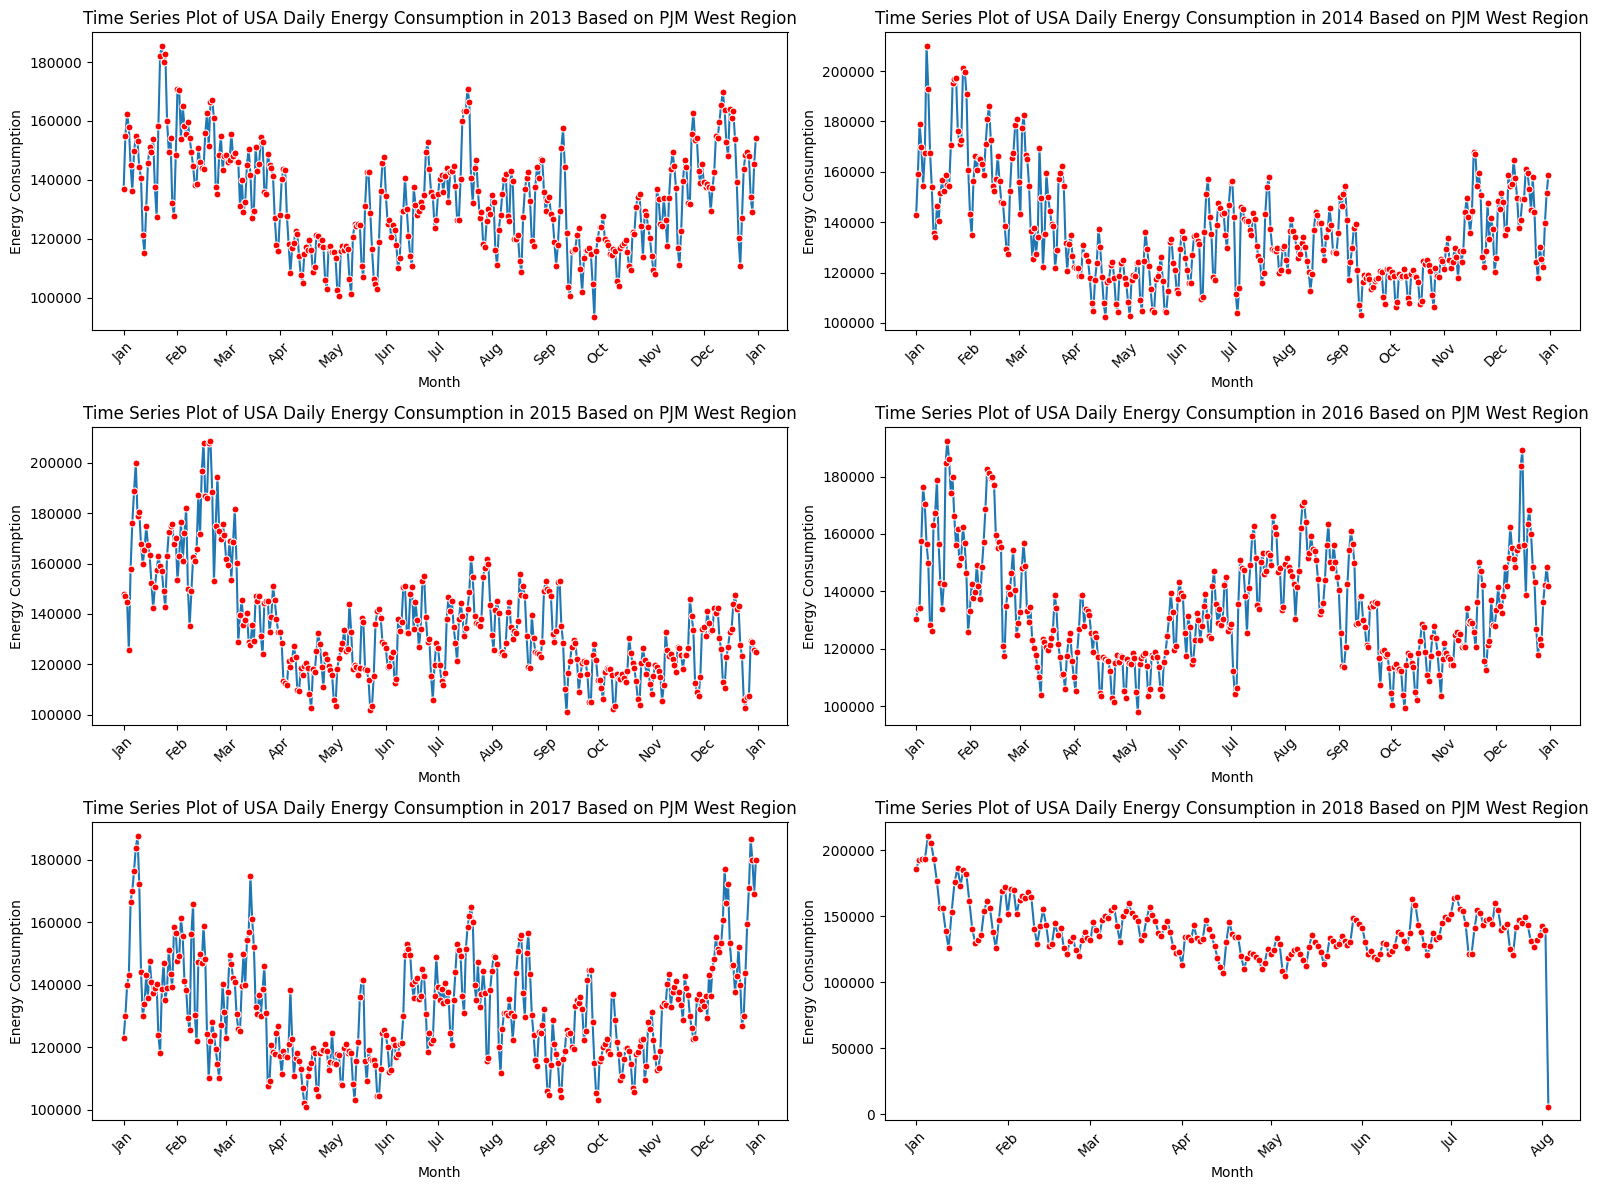 Time Series Plot of USA Daily Energy Consumption in 2013 Based on PJM West Region
Energy Consumption
180000
160000
140000
120000
100000
Jan Feb Mar Apr May Jun Jul Aug Sep Oct Nov Dec Jan
Month
Time Series Plot of USA Daily Energy Consumption in 2014 Based on PJM West Region
Energy Consumption
200000
180000
160000
140000
120000
100000
Jan Feb Mar Apr May Jun Jul Aug Sep Oct Nov Dec Jan
Month
Time Series Plot of USA Daily Energy Consumption in 2015 Based on PJM West Region
Energy Consumption
200000
180000
160000
140000
120000
100000
Jan Feb Mar Apr May Jun Jul Aug Sep Oct Nov Dec Jan
Month
Time Series Plot of USA Daily Energy Consumption in 2016 Based on PJM West Region
Energy Consumption
180000
160000
140000
120000
100000
Jan Feb Mar Apr May Jun Jul Aug Sep Oct Nov Dec Jan
Month
Time Series Plot of USA Daily Energy Consumption in 2017 Based on PJM West Region
Energy Consumption
180000
160000
140000
120000
100000
Jan Feb Mar Apr May Jun Jul Aug Sep Oct Nov Dec Jan
Month
Time Series Plot of USA Daily Energy Consumption in 2018 Based on PJM West Region
Energy Consumption
200000
150000
100000
50000
0
Jan Feb Mar Apr May Jun Jul Aug
Month